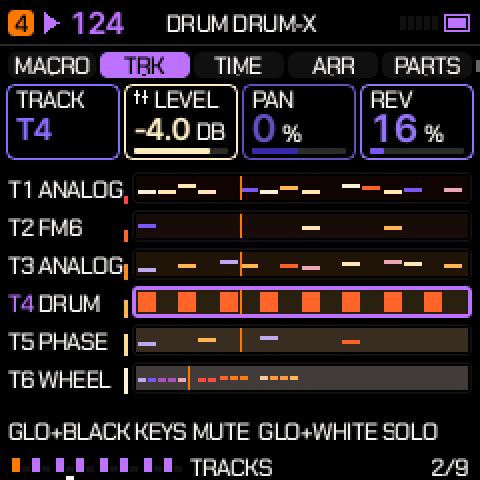 4 124 DRUM DRUM-X
MACRO TRK TIME ARR PARTS
TRACK LEVEL PAN REV
T4 -4.0 DB 0 % 16 %
T1 ANALOG
T2 FM6
T3 ANALOG
T4 DRUM
T5 PHASE
T6 WHEEL
GLO+BLACK KEYS MUTE GLO+WHITE SOLO
TRACKS 2/9